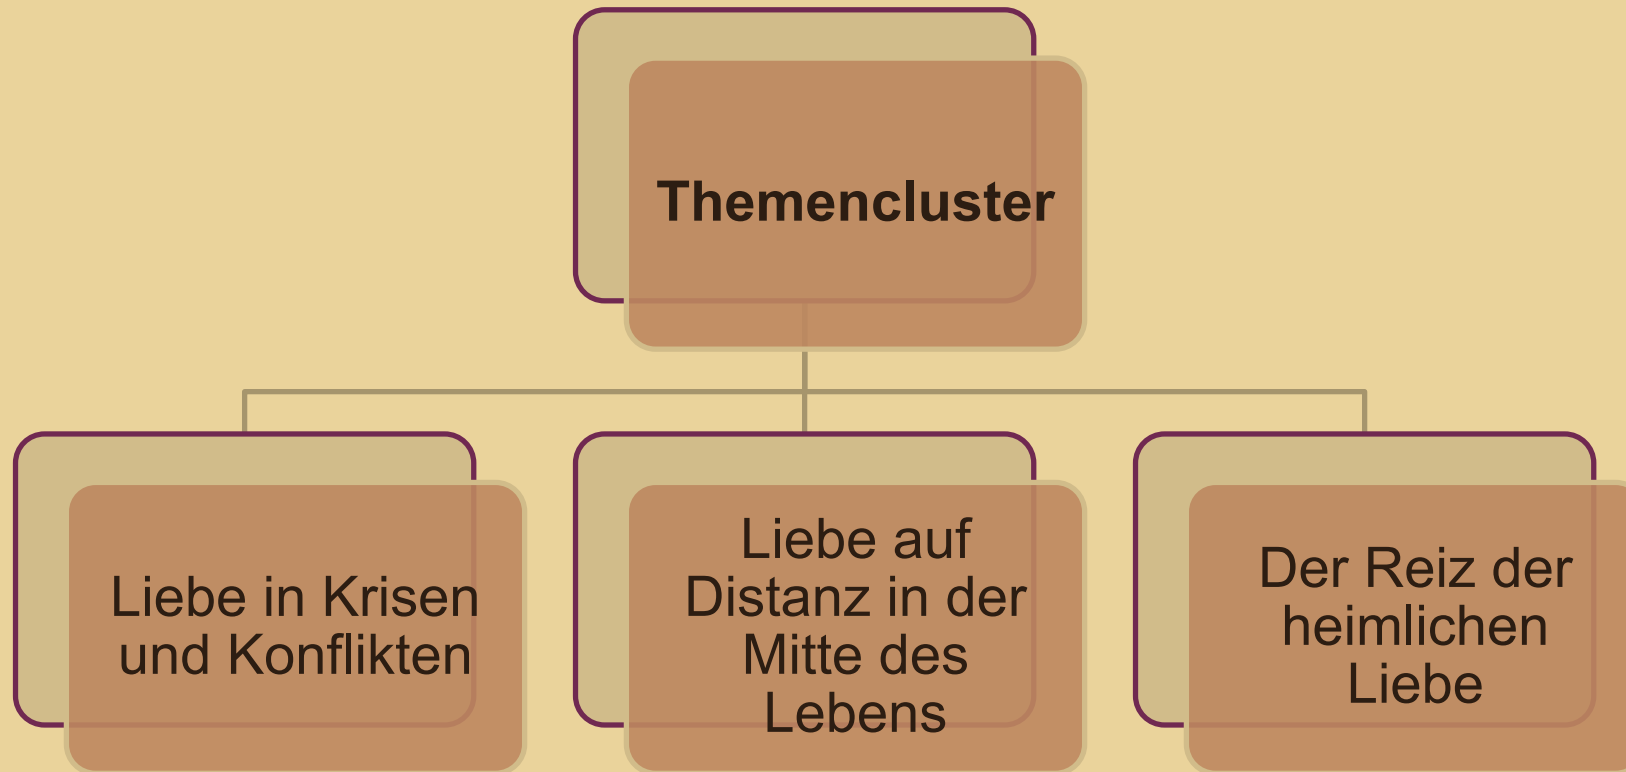 Themencluster
Liebe in Krisen
und Konflikten
Liebe auf
Distanz in der
Mitte des
Lebens
Der Reiz der
heimlichen
Liebe